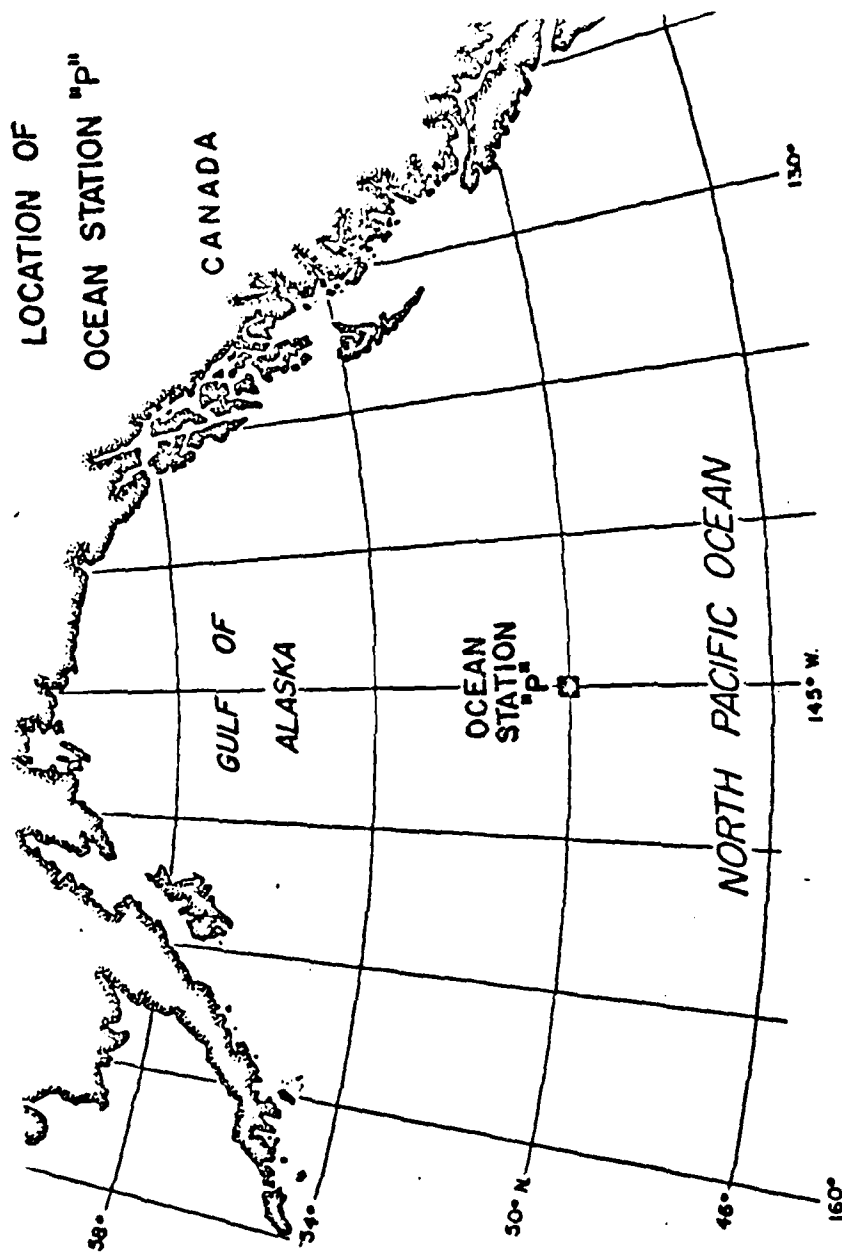 LOCATION OF
OCEAN STATION "P"
CANADA
GULF OF
ALASKA
OCEAN
STATION
"P"
NORTH PACIFIC OCEAN
58°
54°
50° N.
46°
160°
145° W.
130°